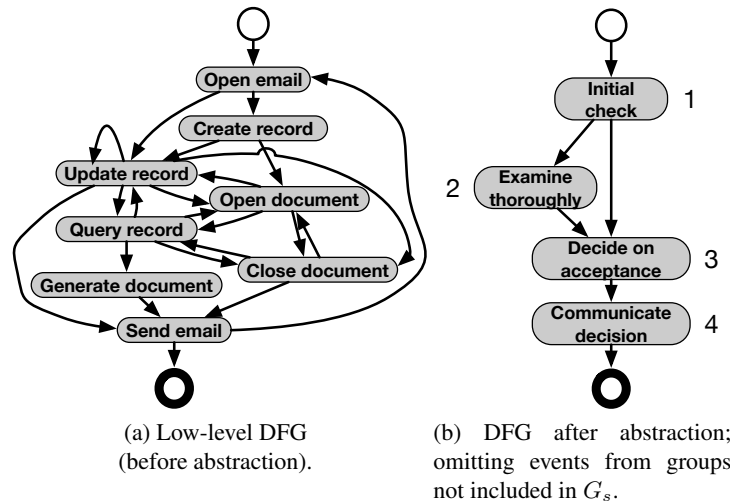 Open email
Create record
Update record
Open document
Query record
Close document
Generate document
Send email
(a) Low-level DFG
(before abstraction).
Initial
check
1
Examine
thoroughly
2
Decide on
acceptance
3
Communicate
decision
4
(b) DFG after abstraction;
omitting events from groups
not included in Gₛ.